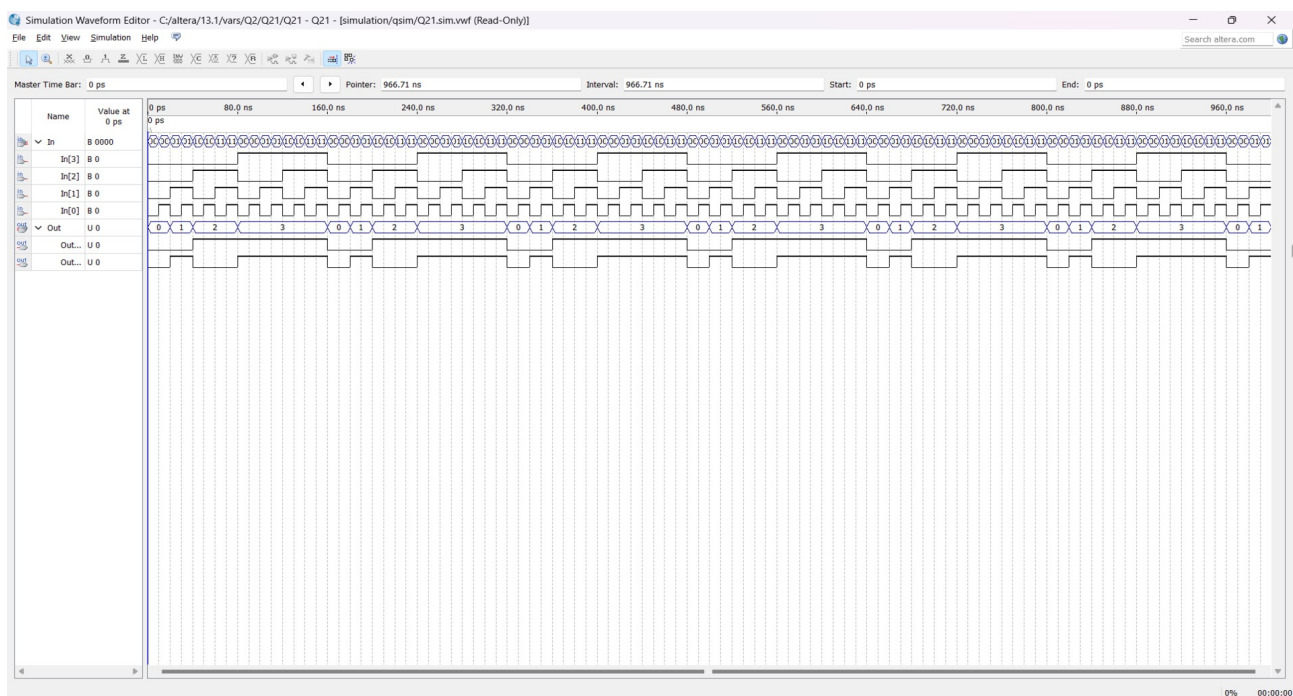 Simulation Waveform Editor - C:/altera/13.1/vars/Q2/Q21/Q21 - Q21 - [simulation/qsim/Q21.sim.vwf (Read-Only)]
File Edit View Simulation Help
Search altera.com
Master Time Bar: 0 ps Pointer: 966.71 ns Interval: 966.71 ns Start: 0 ps End: 0 ps
Name Value at 0 ps
0 ps 80.0 ns 160.0 ns 240.0 ns 320.0 ns 400.0 ns 480.0 ns 560.0 ns 640.0 ns 720.0 ns 800.0 ns 880.0 ns 960.0 ns
0 ps
In B 0000
In[3] B 0
In[2] B 0
In[1] B 0
In[0] B 0
Out U 0 0 1 2 3 0 1 2 3 0 1 2 3 0 1 2 3 0 1 2 3 0 1 2 3 0 1
Out... U 0
Out... U 0
0% 00:00:00